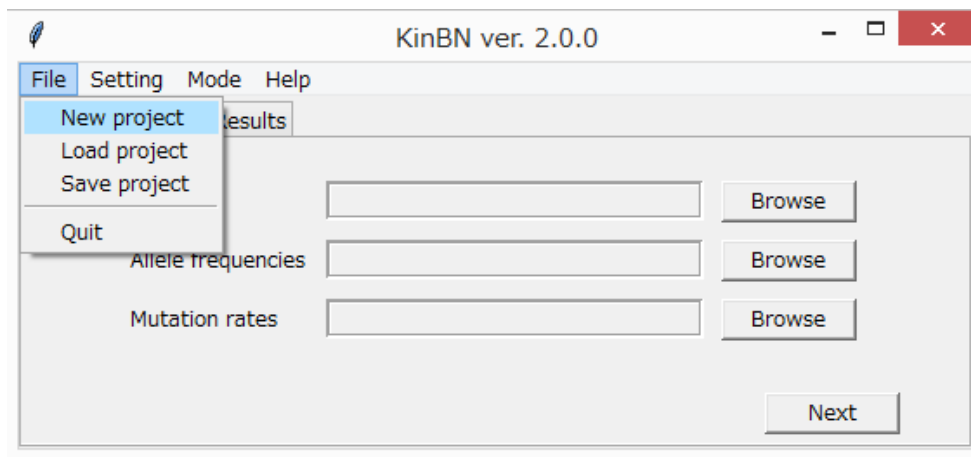 KinBN ver. 2.0.0
File Setting Mode Help
New project
Load project
Save project
Quit
Results
Browse
Allele frequencies
Browse
Mutation rates
Browse
Next